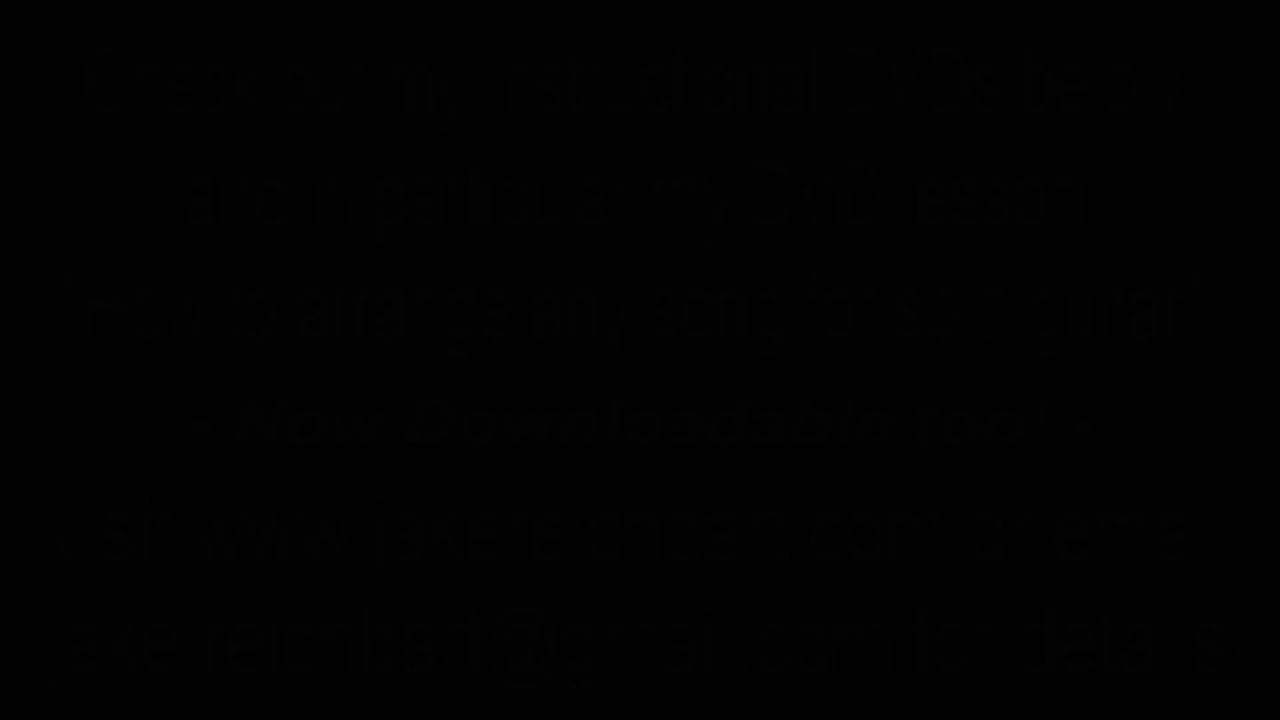 Check out my instructional DVDs below
and in particular my DVD lesson
"How to arrange any song for solo guitar"!
- Now Downloadable too! -
visit www.jakereichbart.com or email
jake.reichbart@gmail.com for details!